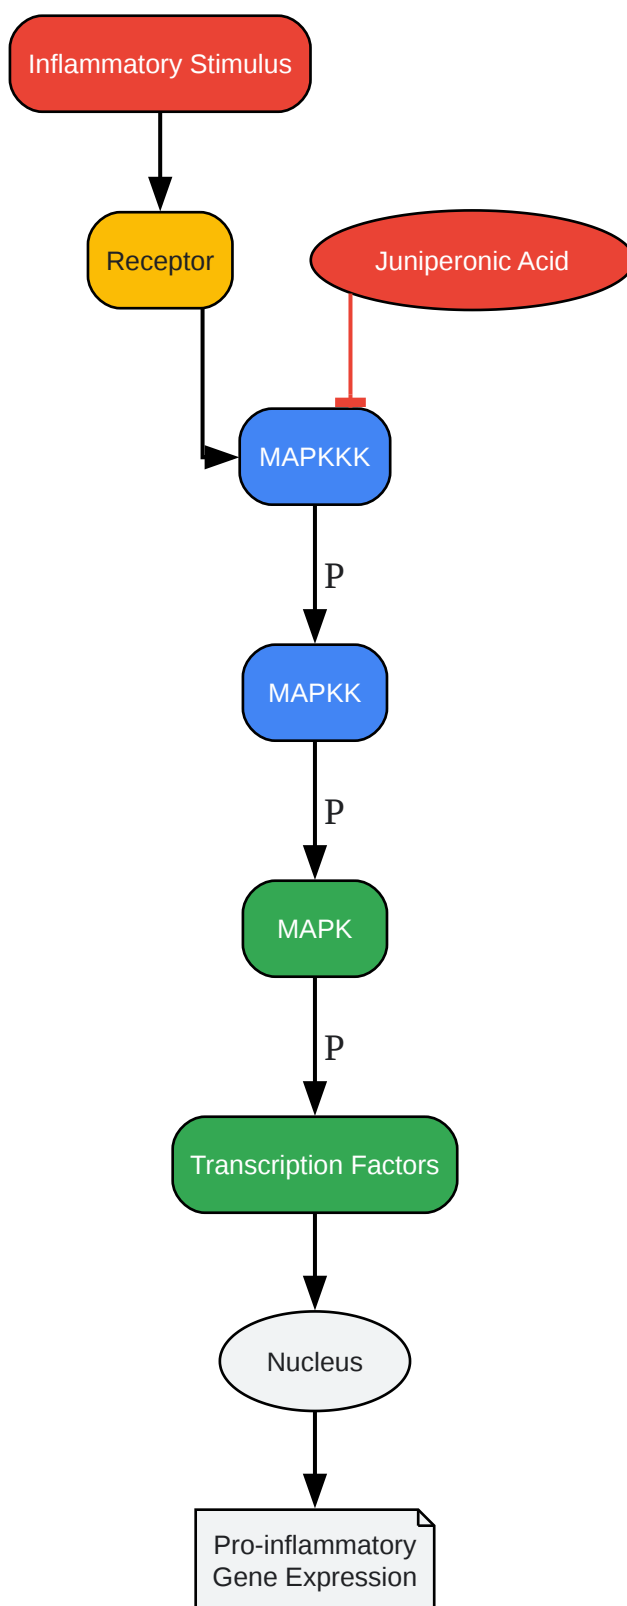 Inflammatory Stimulus
Receptor
Juniperonic Acid
MAPKKK
P
MAPKK
P
MAPK
P
Transcription Factors
Nucleus
Pro-inflammatory
Gene Expression